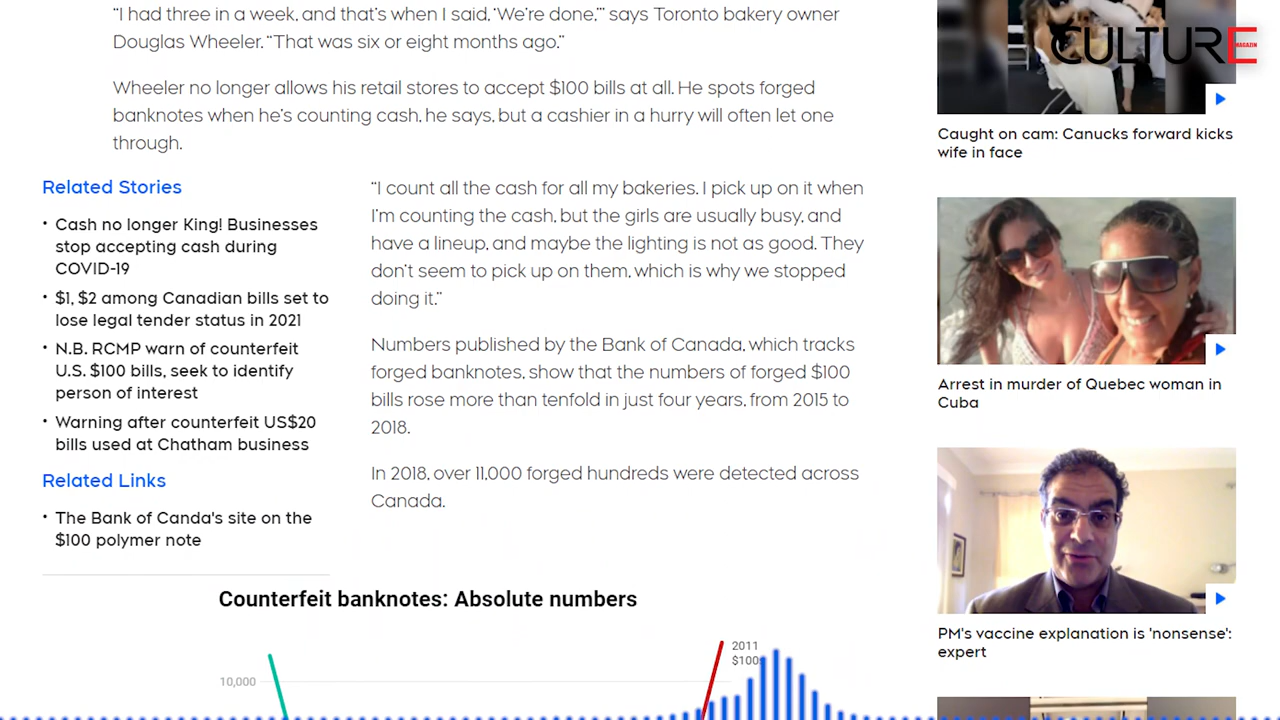 “I had three in a week, and that’s when I said, ‘We’re done,’” says Toronto bakery owner
Douglas Wheeler. “That was six or eight months ago.”
Wheeler no longer allows his retail stores to accept $100 bills at all. He spots forged
banknotes when he’s counting cash, he says, but a cashier in a hurry will often let one
through.
Related Stories
• Cash no longer King! Businesses
stop accepting cash during
COVID-19
• $1, $2 among Canadian bills set to
lose legal tender status in 2021
• N.B. RCMP warn of counterfeit
U.S. $100 bills, seek to identify
person of interest
• Warning after counterfeit US$20
bills used at Chatham business
Related Links
• The Bank of Canda's site on the
$100 polymer note
“I count all the cash for all my bakeries. I pick up on it when
I’m counting the cash, but the girls are usually busy, and
have a lineup, and maybe the lighting is not as good. They
don’t seem to pick up on them, which is why we stopped
doing it.”
Numbers published by the Bank of Canada, which tracks
forged banknotes, show that the numbers of forged $100
bills rose more than tenfold in just four years, from 2015 to
2018.
In 2018, over 11,000 forged hundreds were detected across
Canada.
Counterfeit banknotes: Absolute numbers
2011
$100s
10,000
CULTURE
MAGAZIN
Caught on cam: Canucks forward kicks
wife in face
Arrest in murder of Quebec woman in
Cuba
PM's vaccine explanation is 'nonsense':
expert